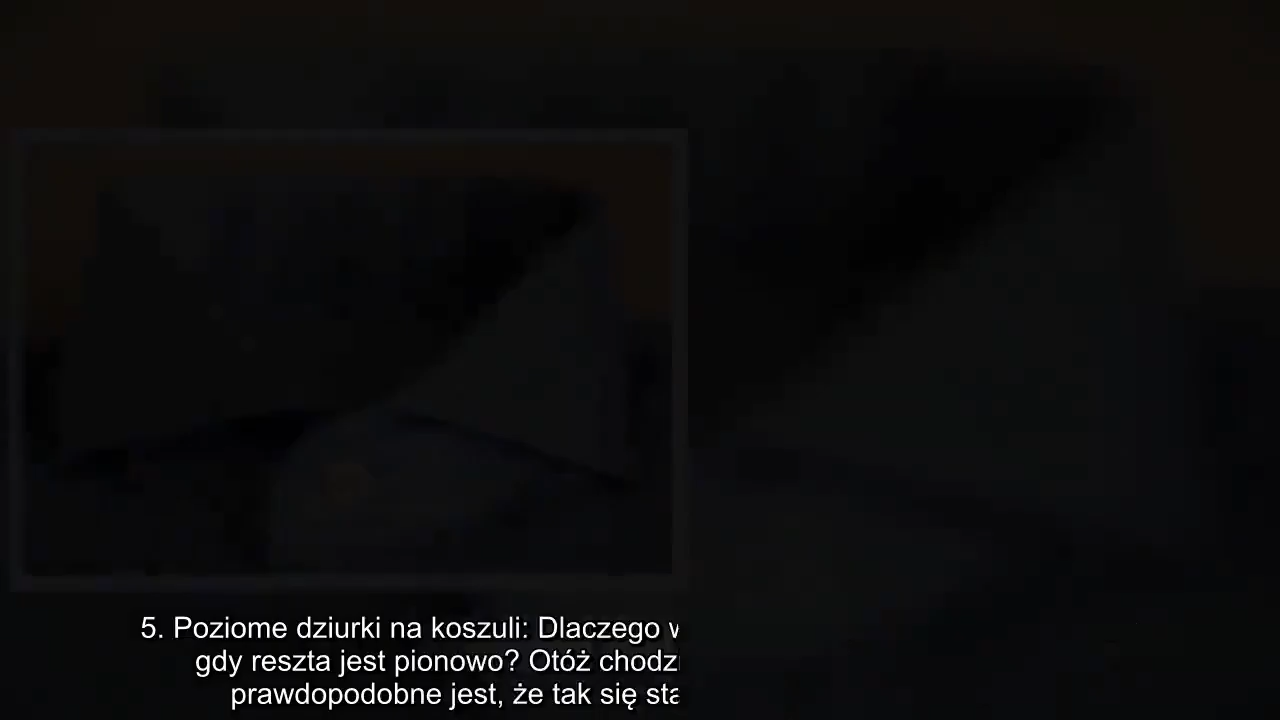 5. Poziome dziurki na koszuli: Dlaczego
gdy reszta jest pionowo? Otóż
prawdopodobne jest, że tak się